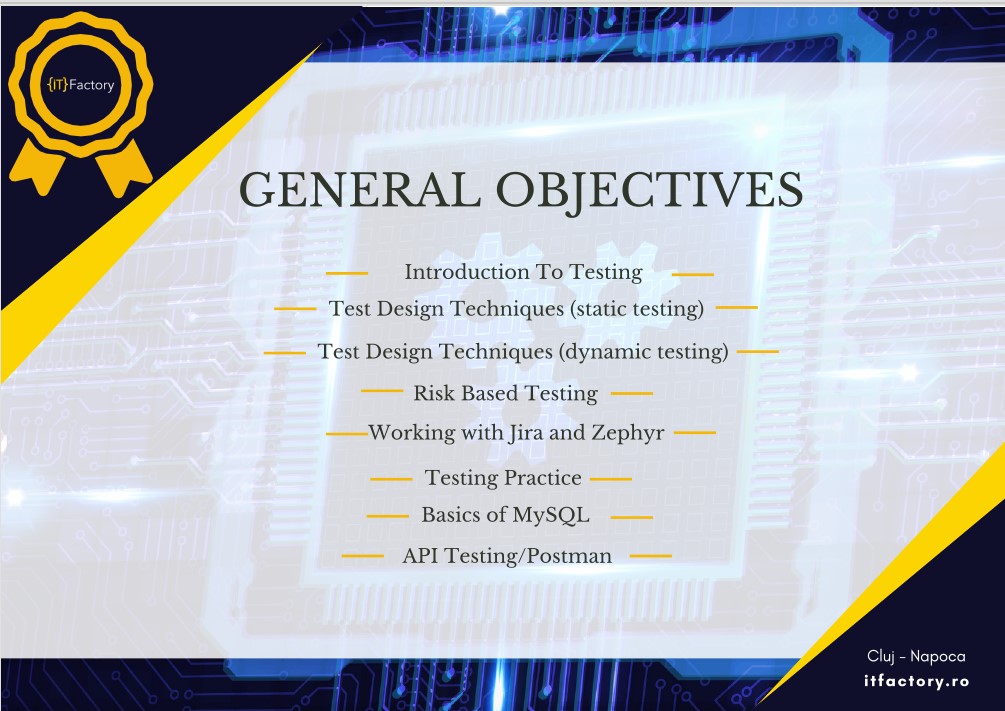 {IT}Factory
GENERAL OBJECTIVES
Introduction To Testing
Test Design Techniques (static testing)
Test Design Techniques (dynamic testing)
Risk Based Testing
Working with Jira and Zephyr
Testing Practice
Basics of MySQL
API Testing/Postman
Cluj - Napoca
itfactory.ro